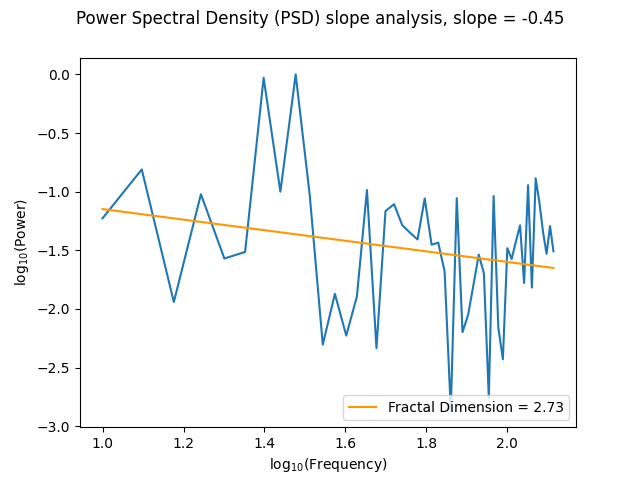 Power Spectral Density (PSD) slope analysis, slope = -0.45
0.0
−0.5
−1.0
−1.5
−2.0
−2.5
−3.0
log₁₀(Power)
Fractal Dimension = 2.73
1.0 1.2 1.4 1.6 1.8 2.0
log₁₀(Frequency)